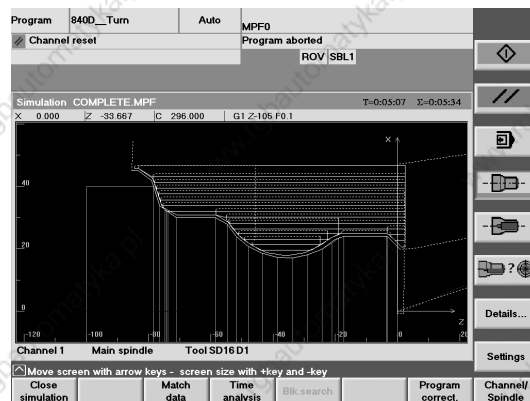 Program 840D__Turn Auto MPF0
Channel reset Program aborted
ROV SBL1
Simulation COMPLETE.MPF T=0:05:07 Σ=0:05:34
X 0.000 Z -33.667 C 296.000 G1 Z-105 F0.1
X
40
20
0
Z
-120 -100 -80 -60 -40 -20 0 20
Channel 1 Main spindle Tool SD16 D1
Move screen with arrow keys - screen size with +key and -key
?
Details...
Settings
Close simulation
Match data
Time analysis
Blk.search
Program correct.
Channel/ Spindle
www.rgbautomatyka.pl